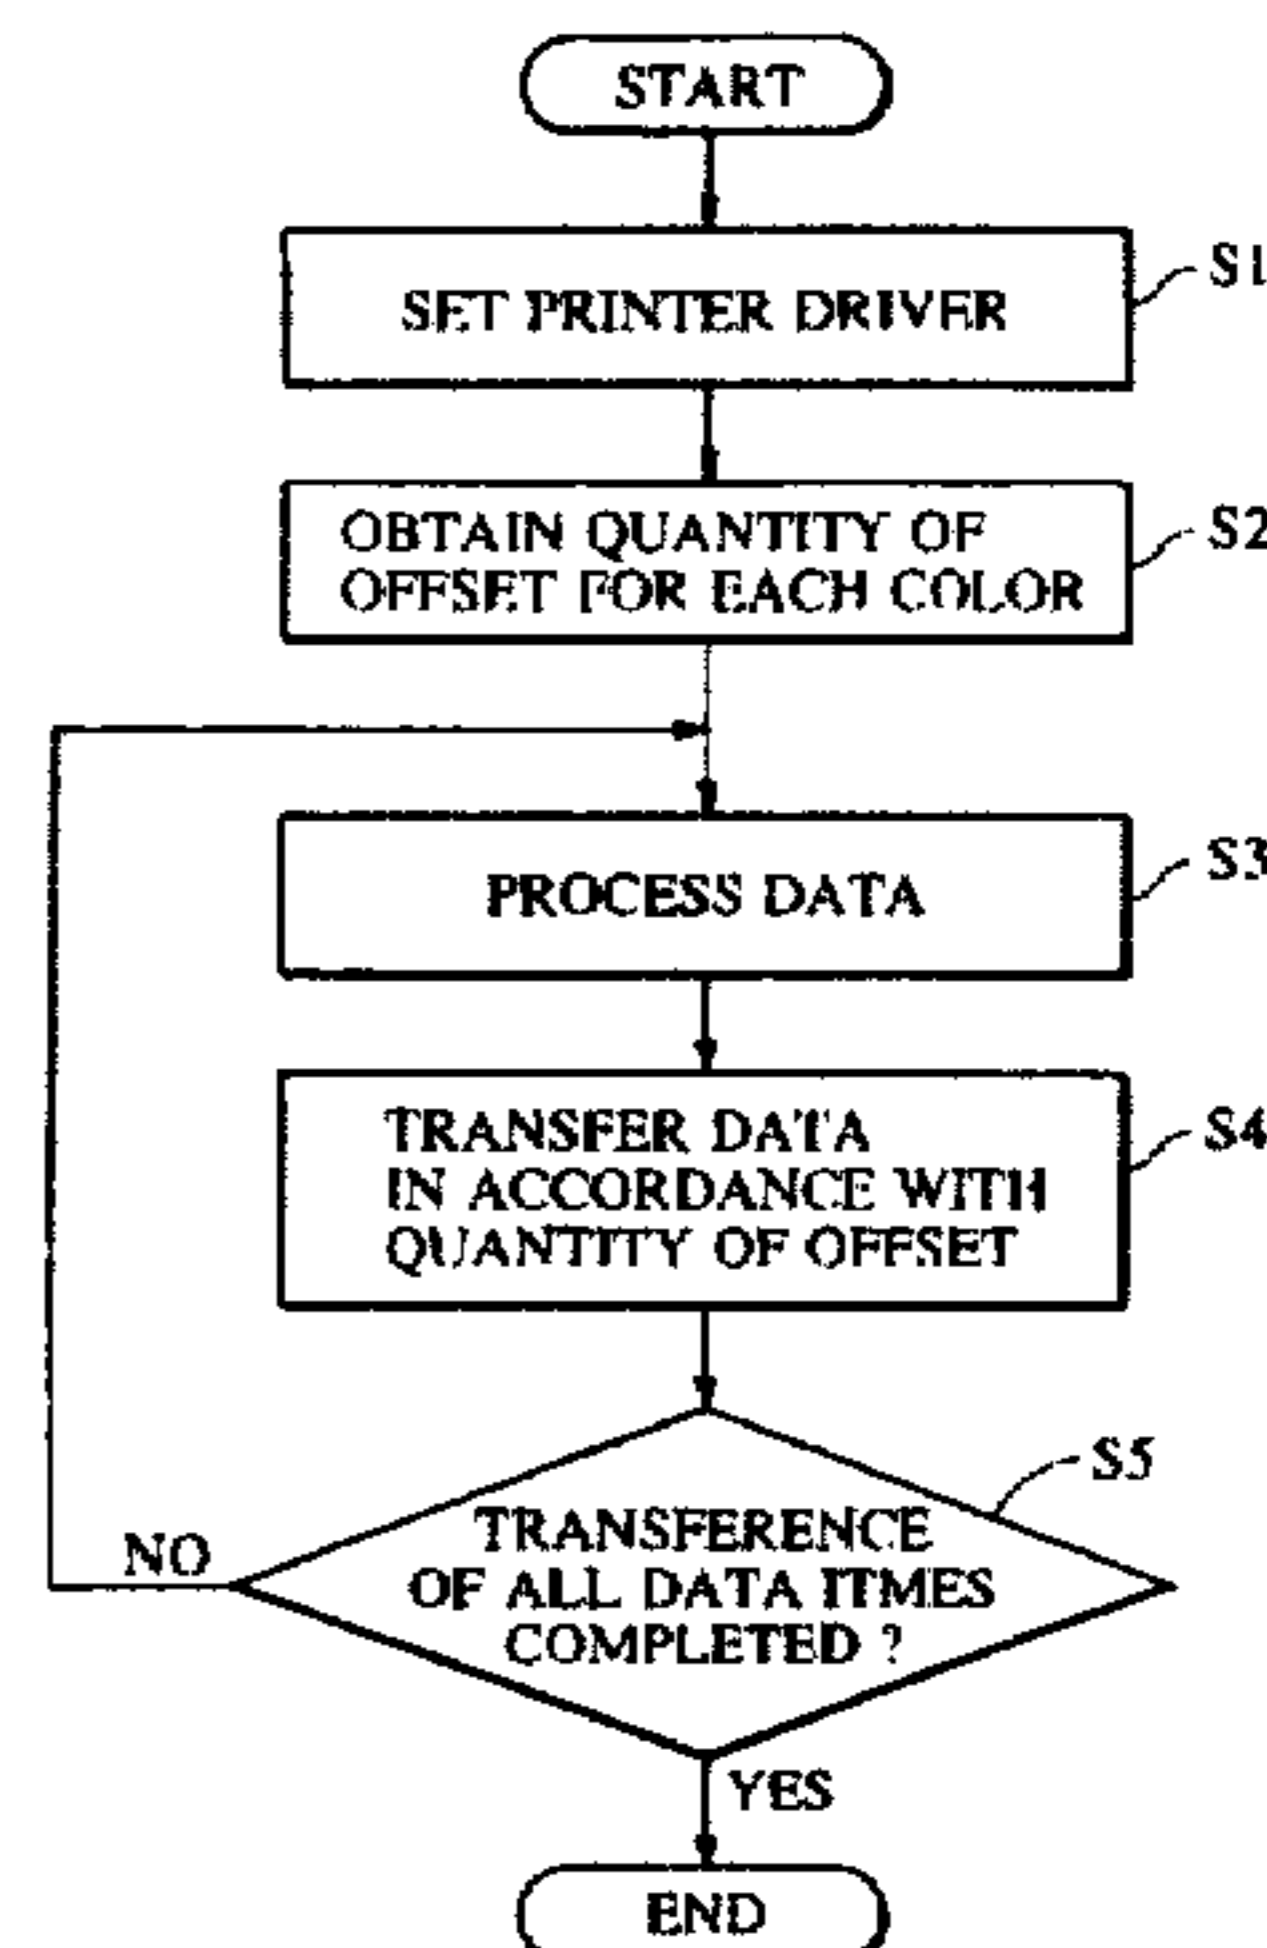 START
SET PRINTER DRIVER
S1
OBTAIN QUANTITY OF
OFFSET FOR EACH COLOR
S2
PROCESS DATA
S3
TRANSFER DATA
IN ACCORDANCE WITH
QUANTITY OF OFFSET
S4
S5
TRANSFERENCE
OF ALL DATA ITMES
COMPLETED ?
NO
YES
END